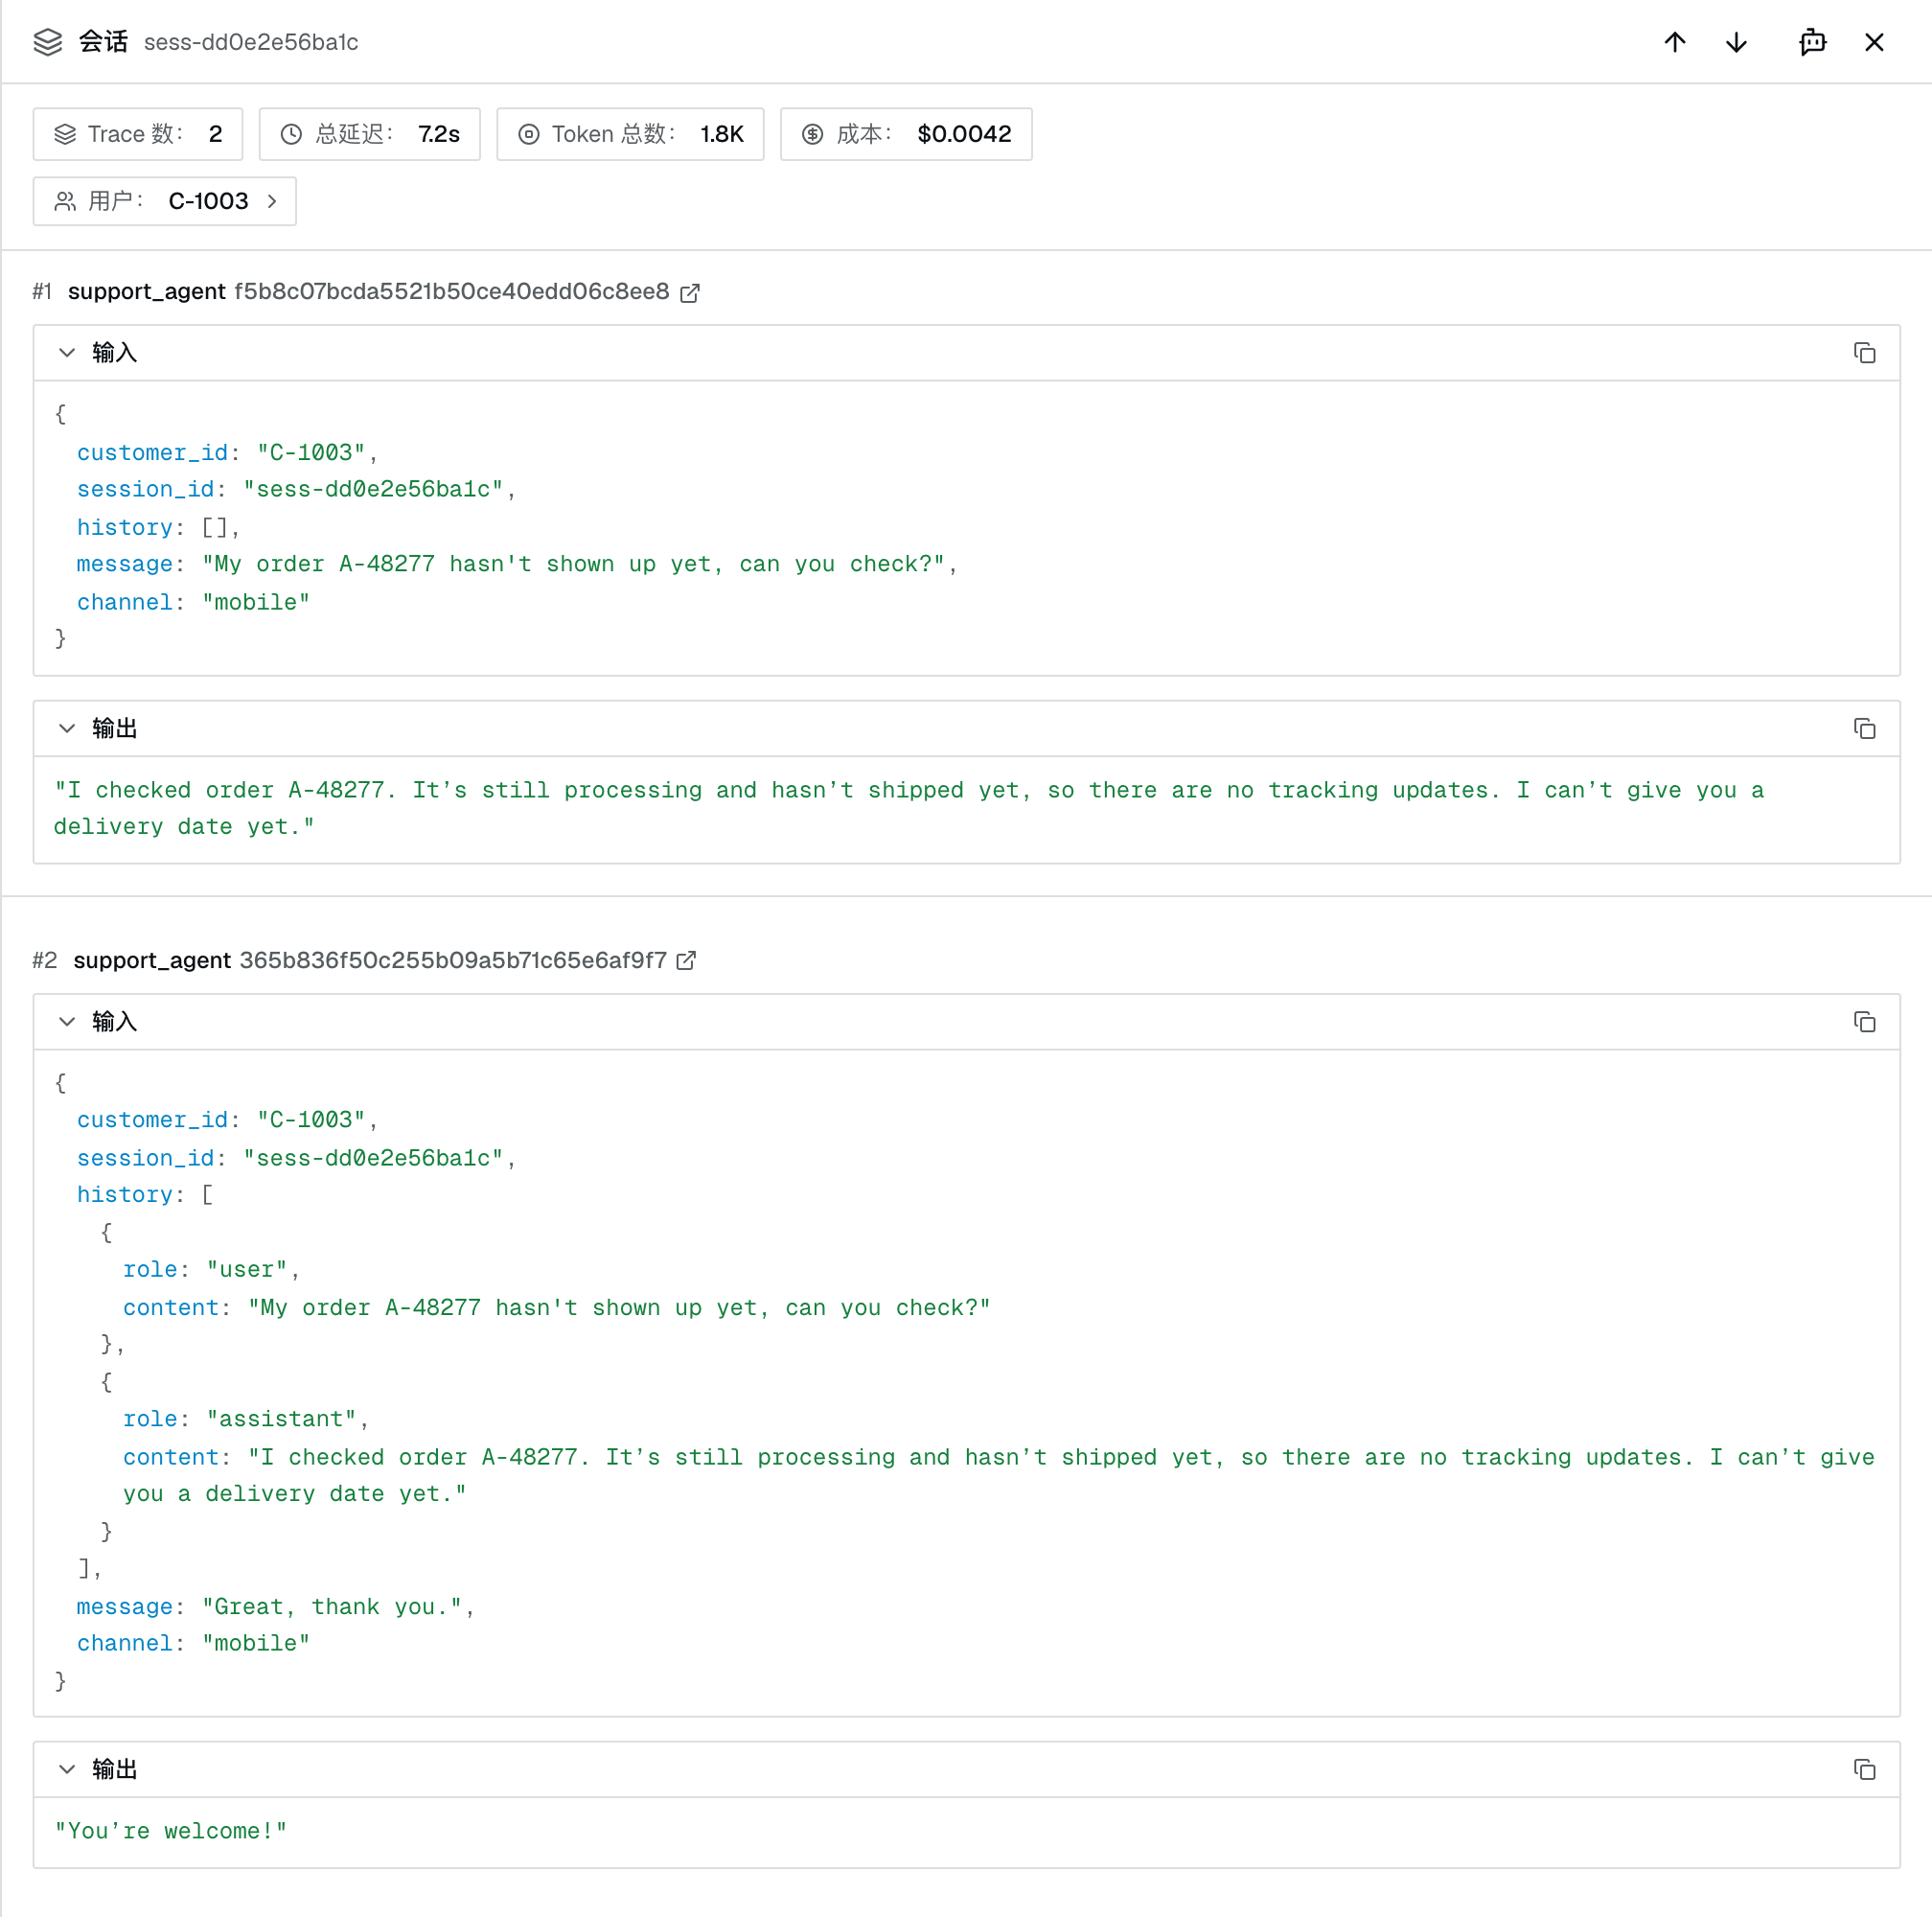 会话 sess-dd0e2e56ba1c
Trace 数： 2 总延迟： 7.2s Token 总数： 1.8K 成本： $0.0042
用户： C-1003
#1 support_agent f5b8c07bcda5521b50ce40edd06c8ee8
输入
{
customer_id: "C-1003",
session_id: "sess-dd0e2e56ba1c",
history: [],
message: "My order A-48277 hasn't shown up yet, can you check?",
channel: "mobile"
}
输出
"I checked order A-48277. It’s still processing and hasn’t shipped yet, so there are no tracking updates. I can’t give you a
delivery date yet."
#2 support_agent 365b836f50c255b09a5b71c65e6af9f7
输入
{
customer_id: "C-1003",
session_id: "sess-dd0e2e56ba1c",
history: [
{
role: "user",
content: "My order A-48277 hasn't shown up yet, can you check?"
},
{
role: "assistant",
content: "I checked order A-48277. It’s still processing and hasn’t shipped yet, so there are no tracking updates. I can’t give
you a delivery date yet."
}
],
message: "Great, thank you.",
channel: "mobile"
}
输出
"You’re welcome!"